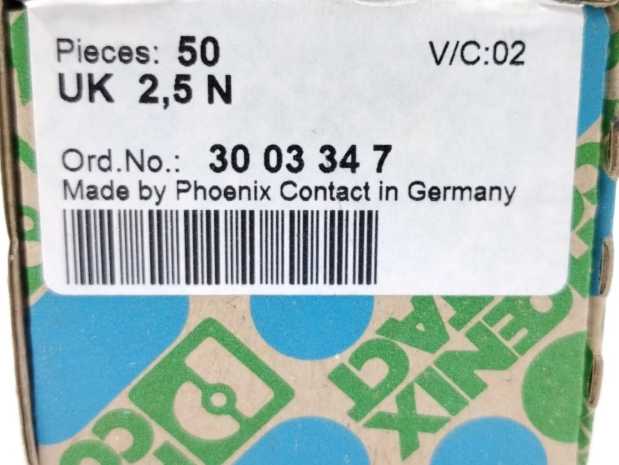 Pieces: 50
V/C:02
UK 2,5 N
Ord.No.: 30 03 34 7
Made by Phoenix Contact in Germany